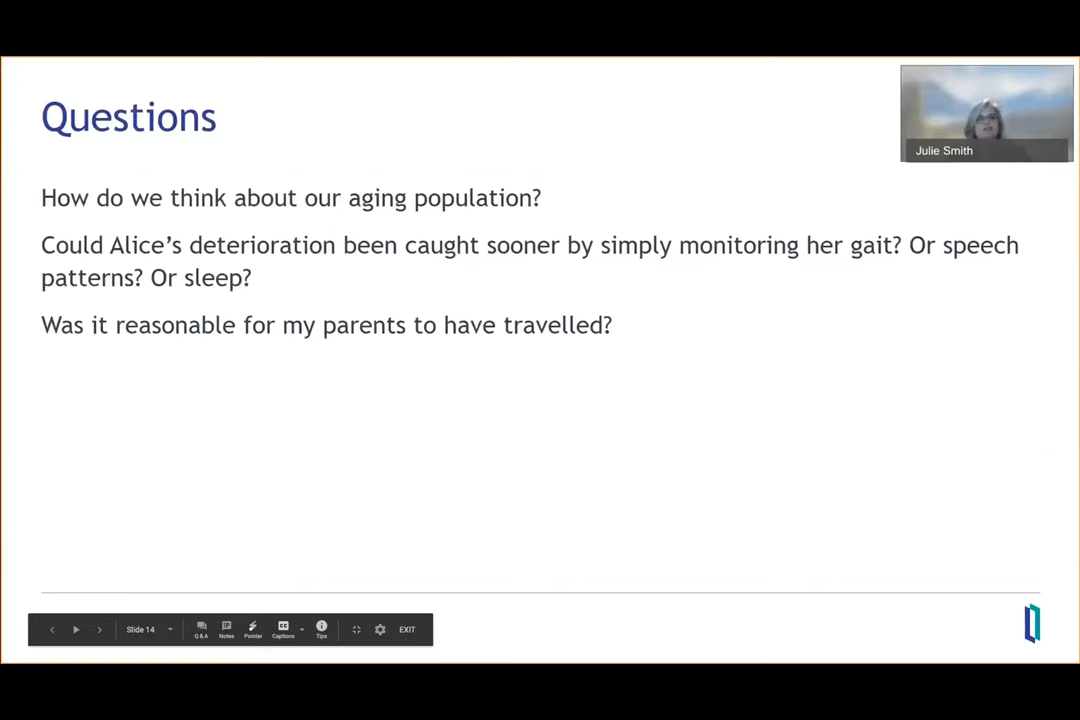 Questions
Julie Smith
How do we think about our aging population?
Could Alice's deterioration been caught sooner by simply monitoring her gait? Or speech
patterns? Or sleep?
Was it reasonable for my parents to have travelled?
Slide 14
Q & A
Notes
Pointer
CC
Captions
Tips
EXIT